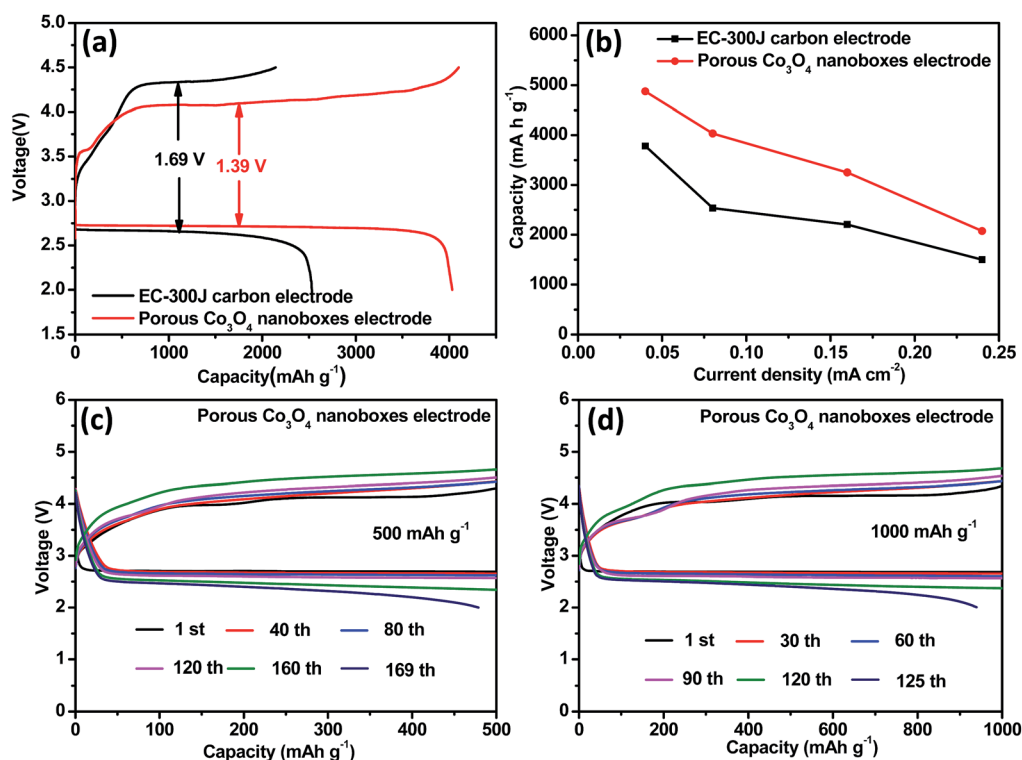 (a)
5.0
4.5
4.0
3.5
3.0
2.5
2.0
1.5
Voltage(V)
1.69 V
1.39 V
EC-300J carbon electrode
Porous Co₃O₄ nanoboxes electrode
0 500 1000 1500 2000 2500 3000 3500 4000 4500
Capacity(mAh g⁻¹)
(b)
6000
5000
4000
3000
2000
1000
0
Capacity (mA h g⁻¹)
EC-300J carbon electrode
Porous Co₃O₄ nanoboxes electrode
0.00 0.05 0.10 0.15 0.20 0.25
Current density (mA cm⁻²)
(c)
Porous Co₃O₄ nanoboxes electrode
6
5
4
3
2
1
0
Voltage (V)
500 mAh g⁻¹
1 st 40 th 80 th
120 th 160 th 169 th
0 100 200 300 400 500
Capacity (mAh g⁻¹)
(d)
Porous Co₃O₄ nanoboxes electrode
6
5
4
3
2
1
0
Voltage (V)
1000 mAh g⁻¹
1 st 30 th 60 th
90 th 120 th 125 th
0 200 400 600 800 1000
Capacity (mAh g⁻¹)